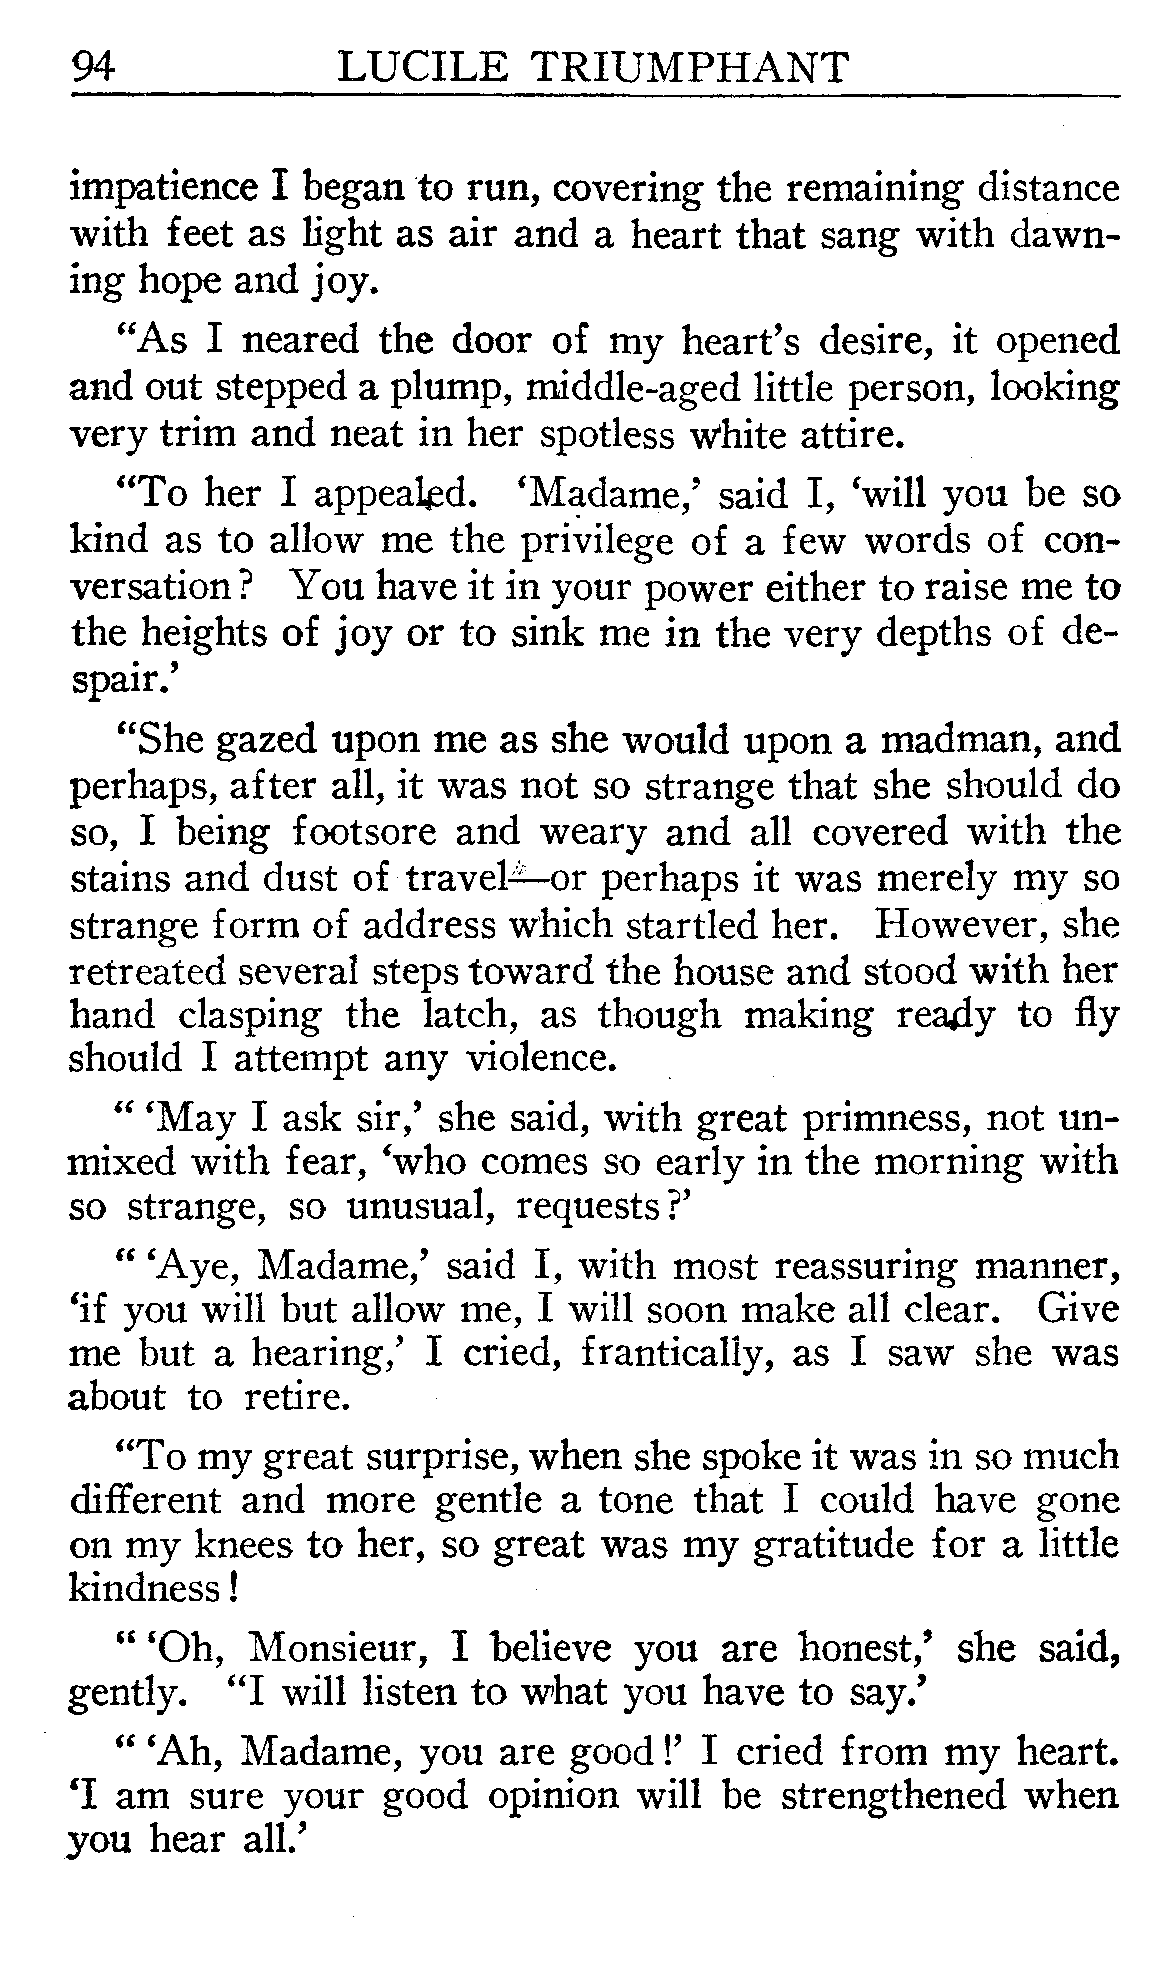 94 LUCILE TRIUMPHANT
impatience I began to run, covering the remaining distance
with feet as light as air and a heart that sang with dawn-
ing hope and joy.
“As I neared the door of my heart’s desire, it opened
and out stepped a plump, middle-aged little person, looking
very trim and neat in her spotless white attire.
“To her I appealed. ‘Madame,’ said I, ‘will you be so
kind as to allow me the privilege of a few words of con-
versation? You have it in your power either to raise me to
the heights of joy or to sink me in the very depths of de-
spair.’
“She gazed upon me as she would upon a madman, and
perhaps, after all, it was not so strange that she should do
so, I being footsore and weary and all covered with the
stains and dust of travel—or perhaps it was merely my so
strange form of address which startled her. However, she
retreated several steps toward the house and stood with her
hand clasping the latch, as though making ready to fly
should I attempt any violence.
“ ‘May I ask sir,’ she said, with great primness, not un-
mixed with fear, ‘who comes so early in the morning with
so strange, so unusual, requests?’
“ ‘Aye, Madame,’ said I, with most reassuring manner,
‘if you will but allow me, I will soon make all clear. Give
me but a hearing,’ I cried, frantically, as I saw she was
about to retire.
“To my great surprise, when she spoke it was in so much
different and more gentle a tone that I could have gone
on my knees to her, so great was my gratitude for a little
kindness!
“ ‘Oh, Monsieur, I believe you are honest,’ she said,
gently. “I will listen to what you have to say.’
“ ‘Ah, Madame, you are good!’ I cried from my heart.
‘I am sure your good opinion will be strengthened when
you hear all.’